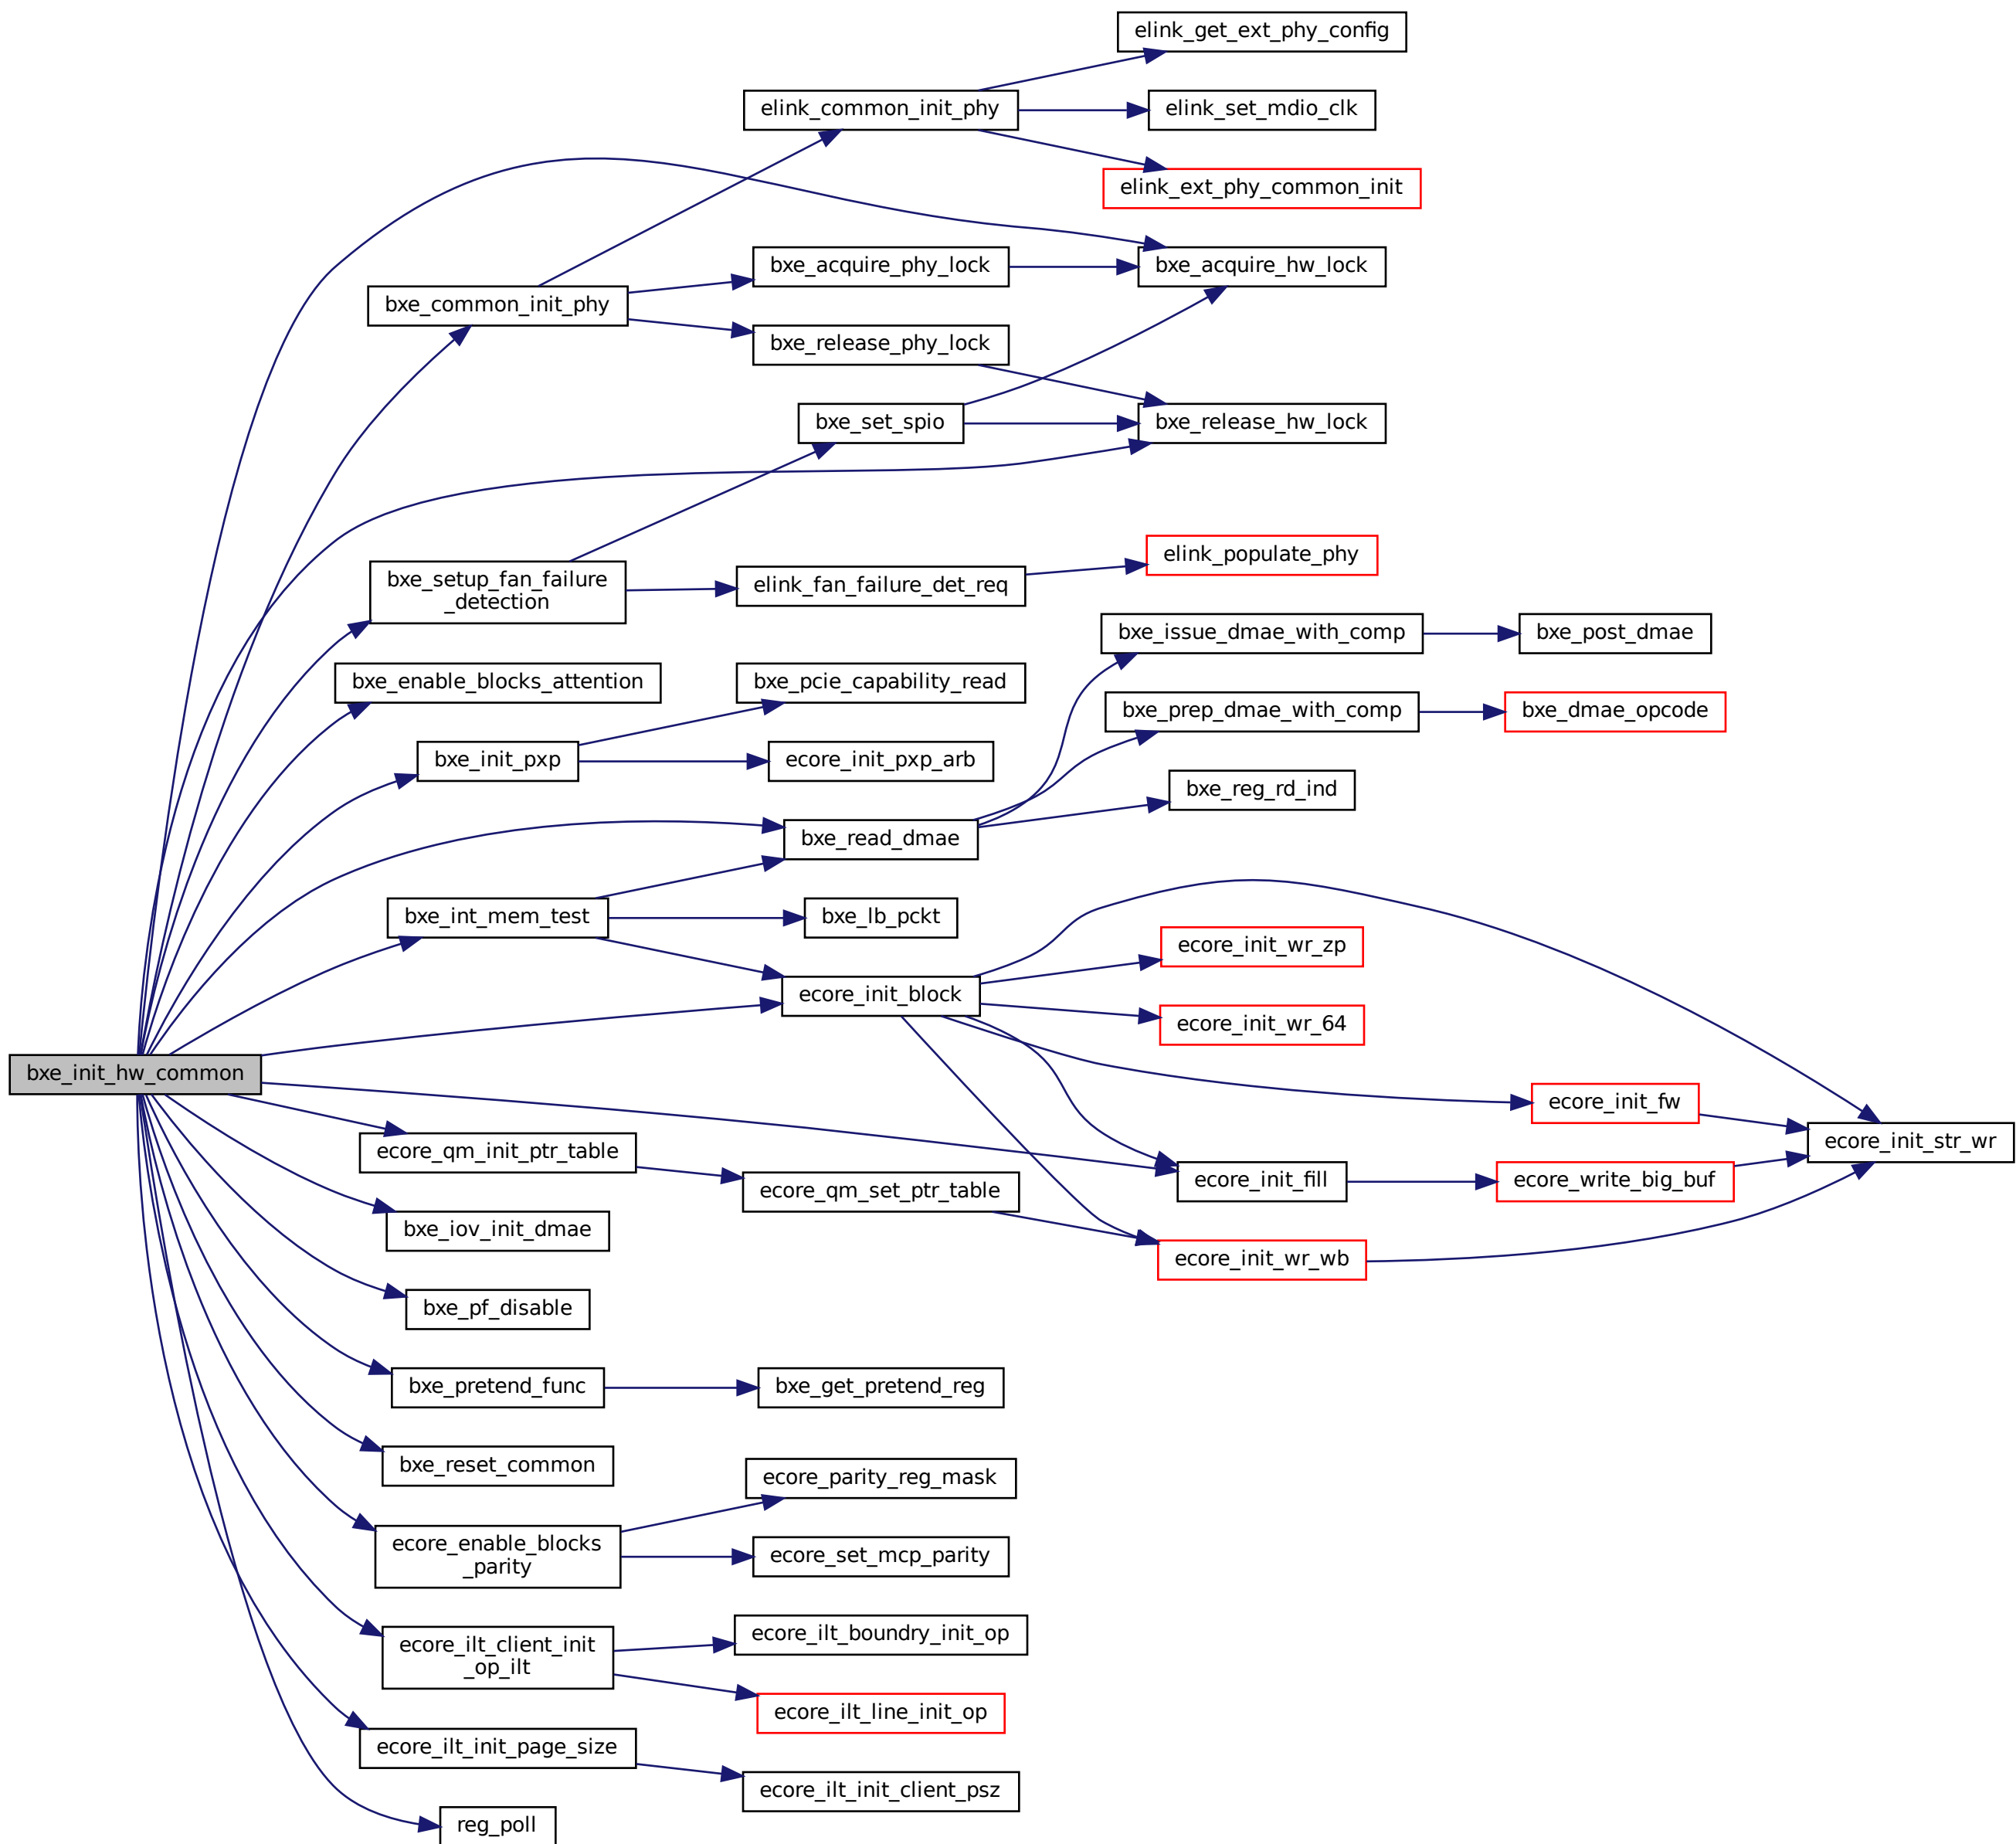 elink_get_ext_phy_config
elink_common_init_phy
elink_set_mdio_clk
elink_ext_phy_common_init
bxe_acquire_phy_lock
bxe_acquire_hw_lock
bxe_common_init_phy
bxe_release_phy_lock
bxe_set_spio
bxe_release_hw_lock
elink_populate_phy
bxe_setup_fan_failure
_detection
elink_fan_failure_det_req
bxe_issue_dmae_with_comp
bxe_post_dmae
bxe_enable_blocks_attention
bxe_pcie_capability_read
bxe_prep_dmae_with_comp
bxe_dmae_opcode
bxe_init_pxp
ecore_init_pxp_arb
bxe_reg_rd_ind
bxe_read_dmae
bxe_int_mem_test
bxe_lb_pckt
ecore_init_wr_zp
ecore_init_block
ecore_init_wr_64
bxe_init_hw_common
ecore_init_fw
ecore_init_str_wr
ecore_qm_init_ptr_table
ecore_init_fill
ecore_write_big_buf
ecore_qm_set_ptr_table
bxe_iov_init_dmae
ecore_init_wr_wb
bxe_pf_disable
bxe_pretend_func
bxe_get_pretend_reg
bxe_reset_common
ecore_parity_reg_mask
ecore_enable_blocks
_parity
ecore_set_mcp_parity
ecore_ilt_boundry_init_op
ecore_ilt_client_init
_op_ilt
ecore_ilt_line_init_op
ecore_ilt_init_page_size
ecore_ilt_init_client_psz
reg_poll